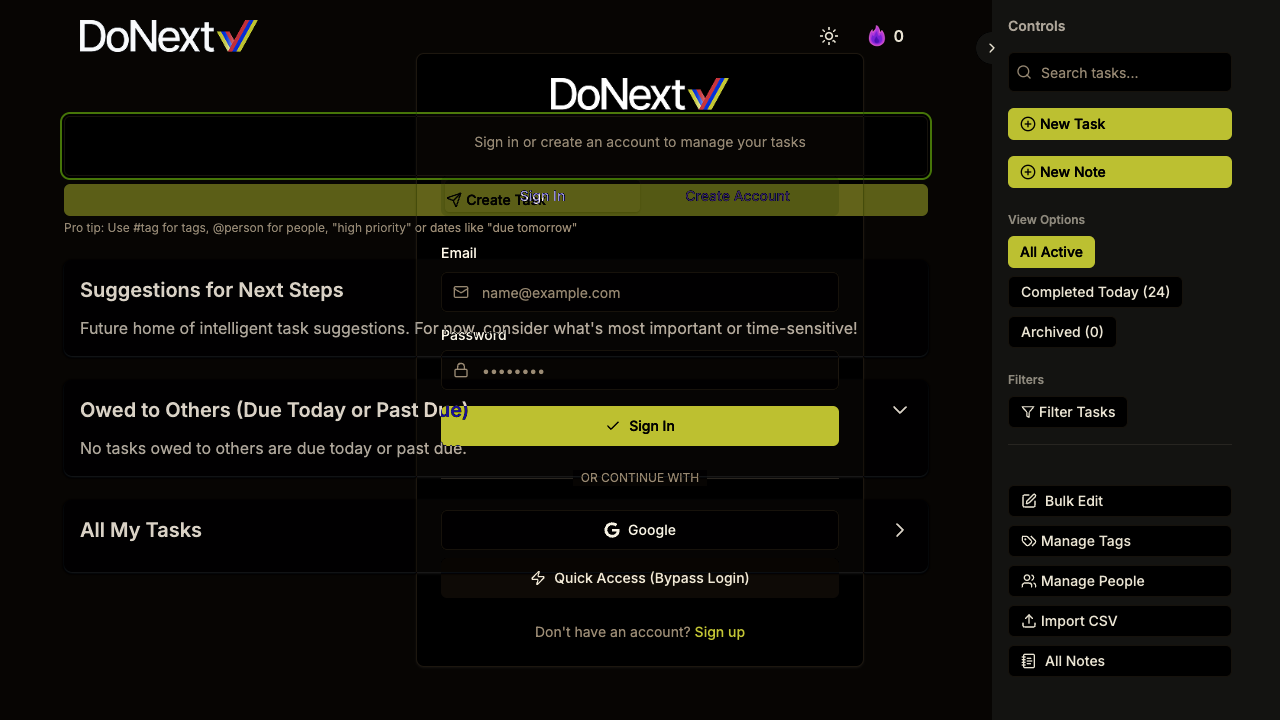 DoNext
0
Controls
Search tasks...
DoNext
New Task
Sign in or create an account to manage your tasks
New Note
Create Task
Sign In
Create Account
Pro tip: Use #tag for tags, @person for people, "high priority" or dates like "due tomorrow"
View Options
All Active
Email
Suggestions for Next Steps
name@example.com
Completed Today (24)
Future home of intelligent task suggestions. For now, consider what's most important or time-sensitive!
Password
Archived (0)
••••••••
Filters
Owed to Others (Due Today or Past Due)
Filter Tasks
Sign In
No tasks owed to others are due today or past due.
OR CONTINUE WITH
Bulk Edit
All My Tasks
Google
Manage Tags
Quick Access (Bypass Login)
Manage People
Import CSV
Don't have an account? Sign up
All Notes